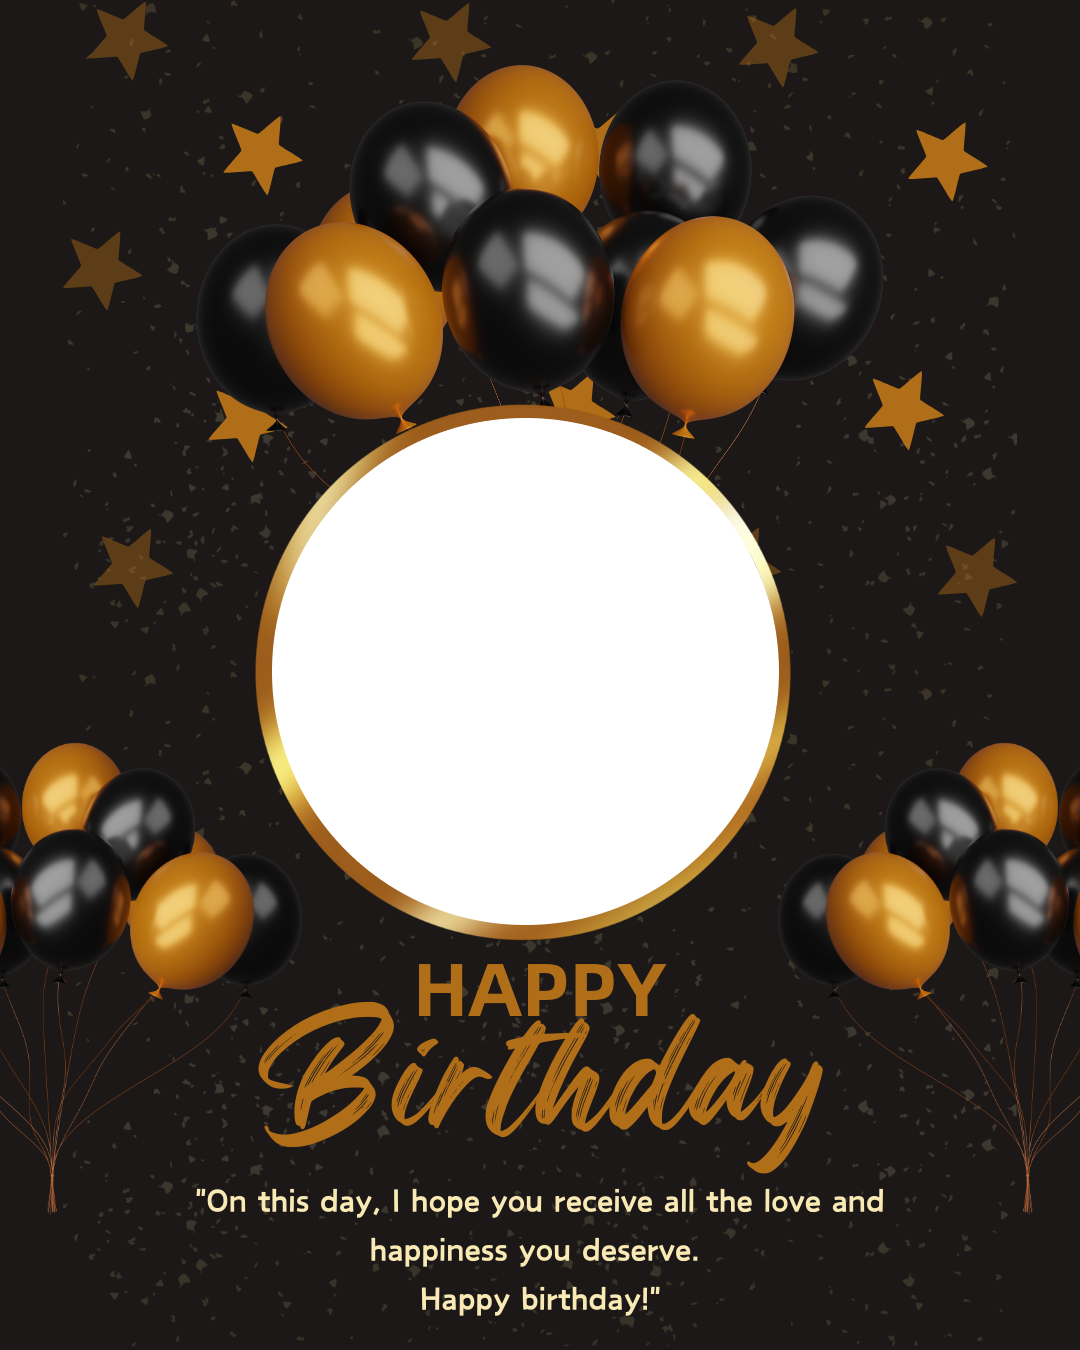 HAPPY
Birthday
"On this day, I hope you receive all the love and
happiness you deserve.
Happy birthday!"